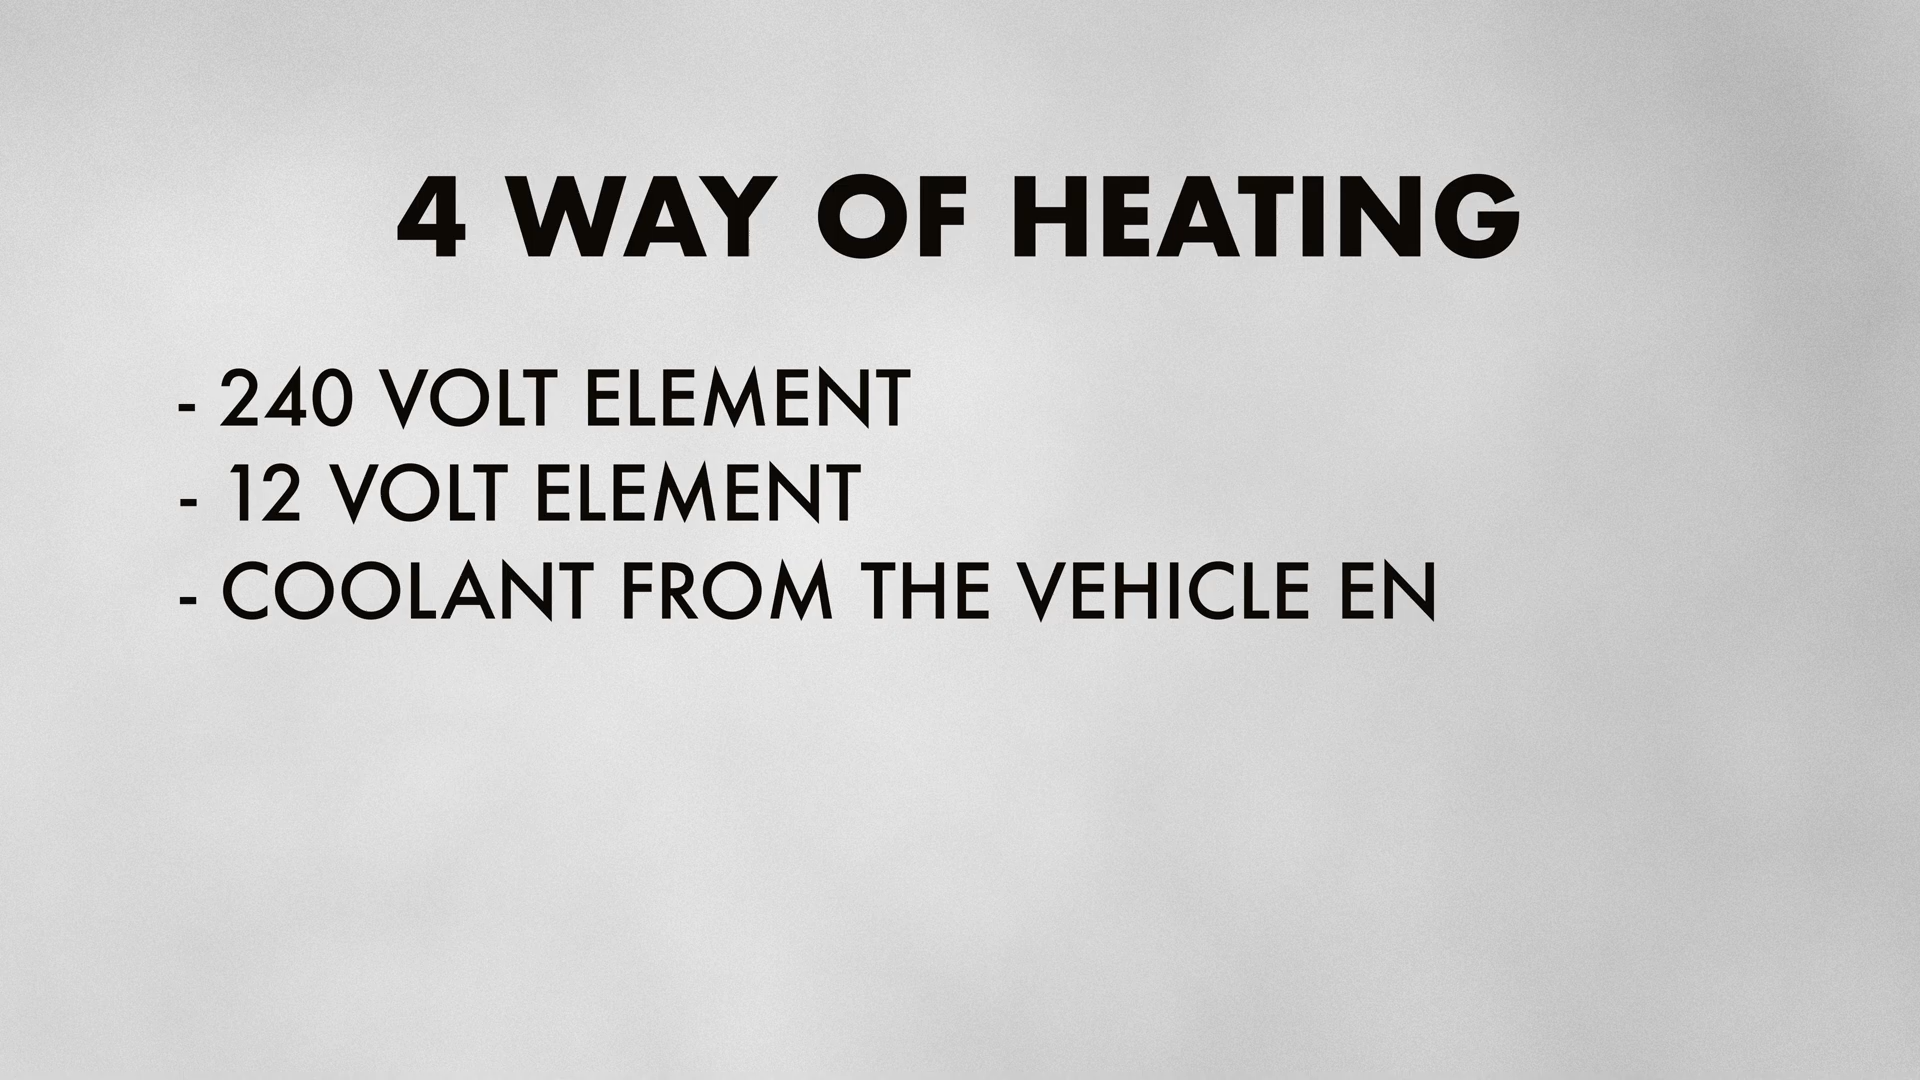 4 WAY OF HEATING
- 240 VOLT ELEMENT
- 12 VOLT ELEMENT
- COOLANT FROM THE VEHICLE EN